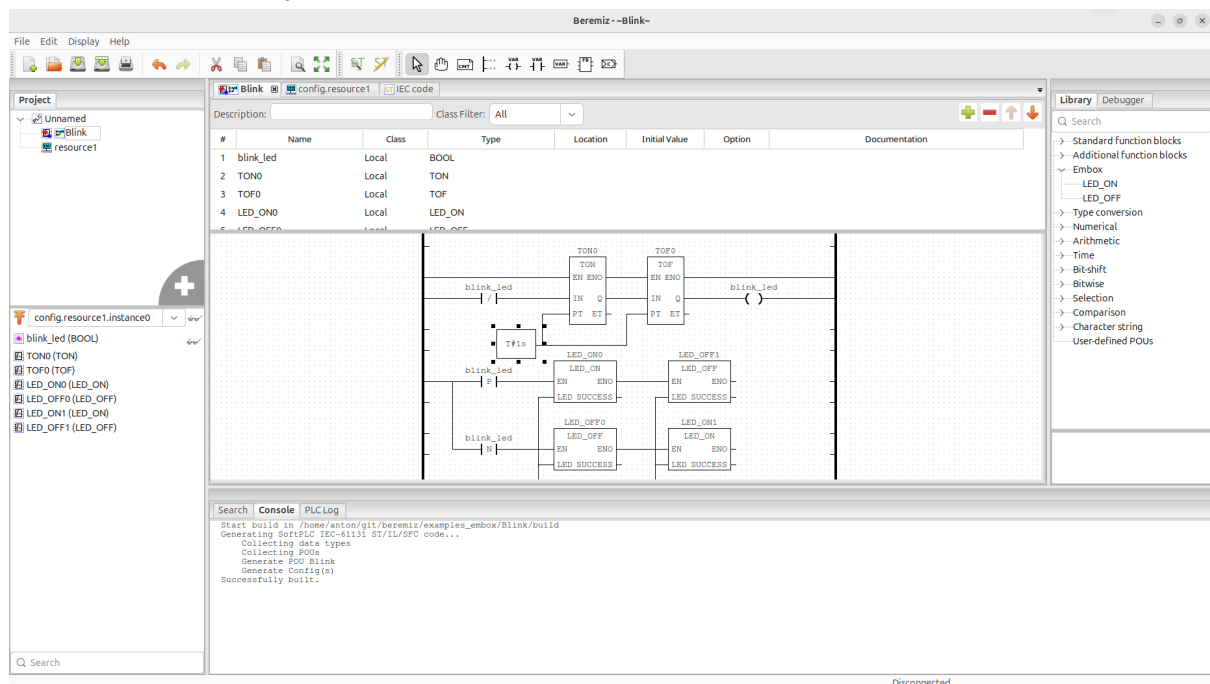 Beremiz - ~Blink~
File Edit Display Help
Project
Unnamed
Blink
resource1
config.resource1.instance0
blink_led (BOOL)
TON0 (TON)
TOF0 (TOF)
LED_ON0 (LED_ON)
LED_OFF0 (LED_OFF)
LED_ON1 (LED_ON)
LED_OFF1 (LED_OFF)
Search
Blink config.resource1 ST IEC code
Description: Class Filter: All
# Name Class Type Location Initial Value Option Documentation
1 blink_led Local BOOL
2 TON0 Local TON
3 TOF0 Local TOF
4 LED_ON0 Local LED_ON
5 LED_OFF0 Local LED_OFF
TON0 TOF0
TON TOF
EN ENO EN ENO
blink_led blink_led
/ IN Q IN Q
PT ET PT ET
T#1s
LED_ON0 LED_OFF1
blink_led LED_ON LED_OFF
P EN ENO EN ENO
LED SUCCESS LED SUCCESS
LED_OFF0 LED_ON1
blink_led LED_OFF LED_ON
N EN ENO EN ENO
LED SUCCESS LED SUCCESS
Search Console PLC Log
Start build in /home/anton/git/beremiz/examples_embox/Blink/build
Generating SoftPLC IEC-61131 ST/IL/SFC code...
Collecting data types
Collecting POUs
Generate POU Blink
Generate Config(s)
Successfully built.
Library Debugger
Search
Standard function blocks
Additional function blocks
Embox
LED_ON
LED_OFF
Type conversion
Numerical
Arithmetic
Time
Bit-shift
Bitwise
Selection
Comparison
Character string
User-defined POUs
Disconnected